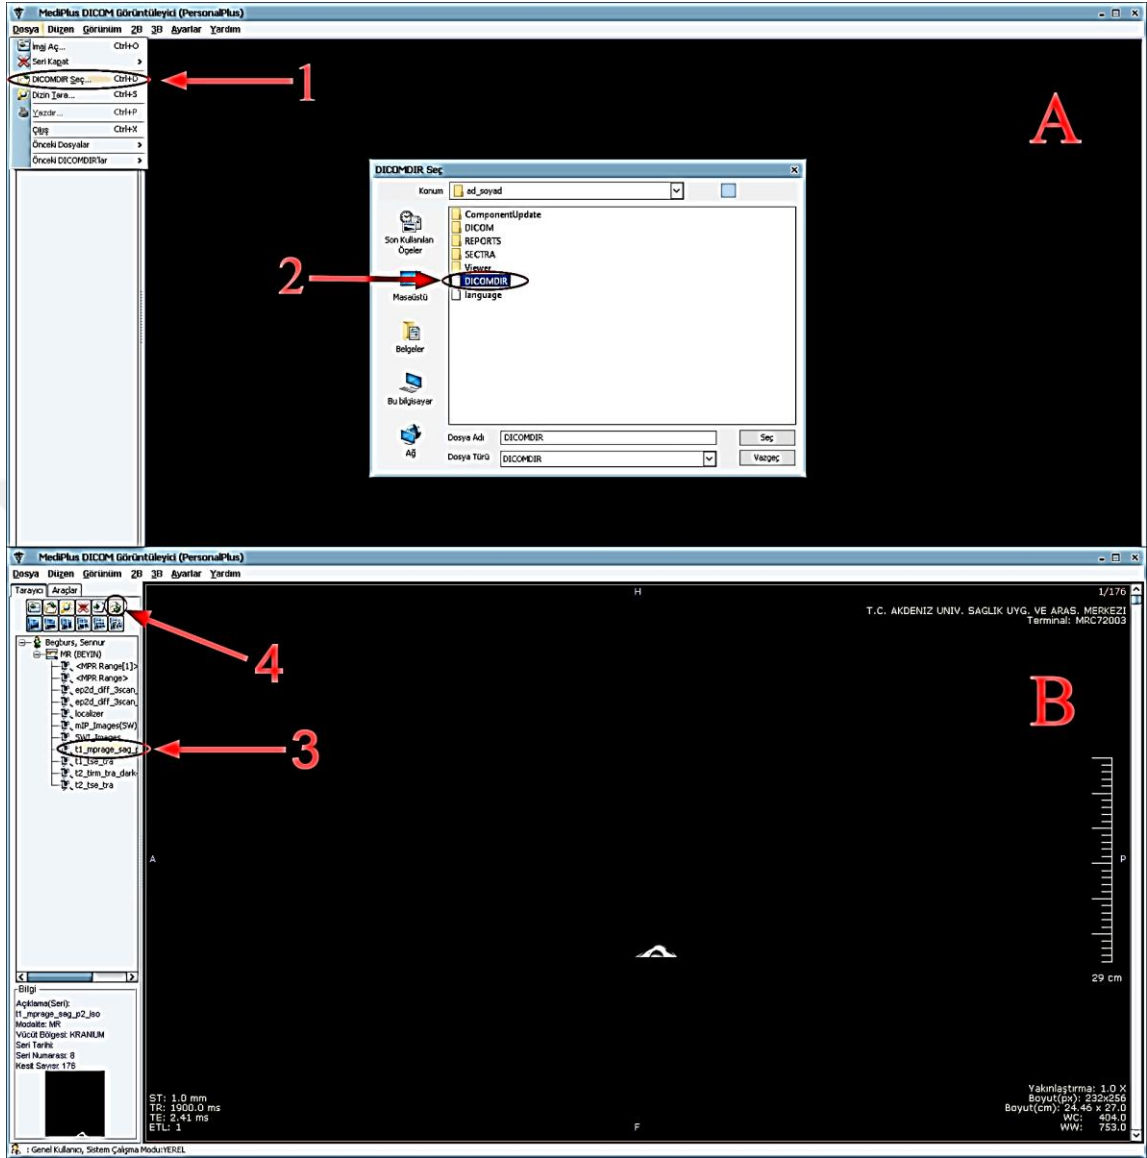 MediPlus DICOM Görüntüleyici (PersonalPlus)
Dosya Düzen Görünüm 2B 3B Ayarlar Yardım
İmaj Aç... Ctrl+O
Seri Kapat
DICOMDIR Seç... Ctrl+D
Dizin Tara... Ctrl+S
Yazdır... Ctrl+P
Çıkış Ctrl+X
Önceki Dosyalar
Önceki DICOMDIR'lar
1
A
DICOMDIR Seç
Konum ad_soyad
Son Kullanılan
Öğeler
Masaüstü
Belgeler
Bu bilgisayar
Ağ
ComponentUpdate
DICOM
REPORTS
SECTRA
Viewer
DICOMDIR
language
2
Dosya Adı DICOMDIR Seç
Dosya Türü DICOMDIR Vazgeç
MediPlus DICOM Görüntüleyici (PersonalPlus)
Dosya Düzen Görünüm 2B 3B Ayarlar Yardım
Tarayıcı Araçlar
Begburs, Sennur
MR (BEYIN)
<MPR Range[1]>
<MPR Range>
ep2d_diff_3scan_
ep2d_diff_3scan_
localizer
mIP_Images(SW)
SWI_Images
t1_mprage_sag_p
t1_tse_tra
t2_tirm_tra_dark-
t2_tse_tra
4
3
H
1/176
T.C. AKDENIZ UNIV. SAGLIK UYG. VE ARAS. MERKEZI
Terminal: MRC72003
B
A
P
29 cm
Bilgi
Açıklama(Seri):
t1_mprage_sag_p2_iso
Modalite: MR
Vücüt Bölgesi: KRANIUM
Seri Tarihi:
Seri Numarası: 8
Kesit Sayısı: 176
ST: 1.0 mm
TR: 1900.0 ms
TE: 2.41 ms
ETL: 1
F
Yakınlaştırma: 1.0 X
Boyut(px): 232x256
Boyut(cm): 24.46 x 27.0
WC: 404.0
WW: 753.0
: Genel Kullanıcı, Sistem Çalışma Modu:YEREL